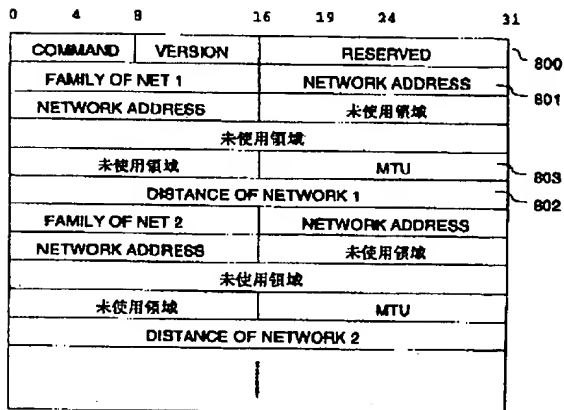 0 4 8 16 19 24 31
COMMAND VERSION RESERVED 800
FAMILY OF NET 1 NETWORK ADDRESS 801
NETWORK ADDRESS 未使用領域
未使用領域
未使用領域 MTU 803
DISTANCE OF NETWORK 1 802
FAMILY OF NET 2 NETWORK ADDRESS
NETWORK ADDRESS 未使用領域
未使用領域
未使用領域 MTU
DISTANCE OF NETWORK 2